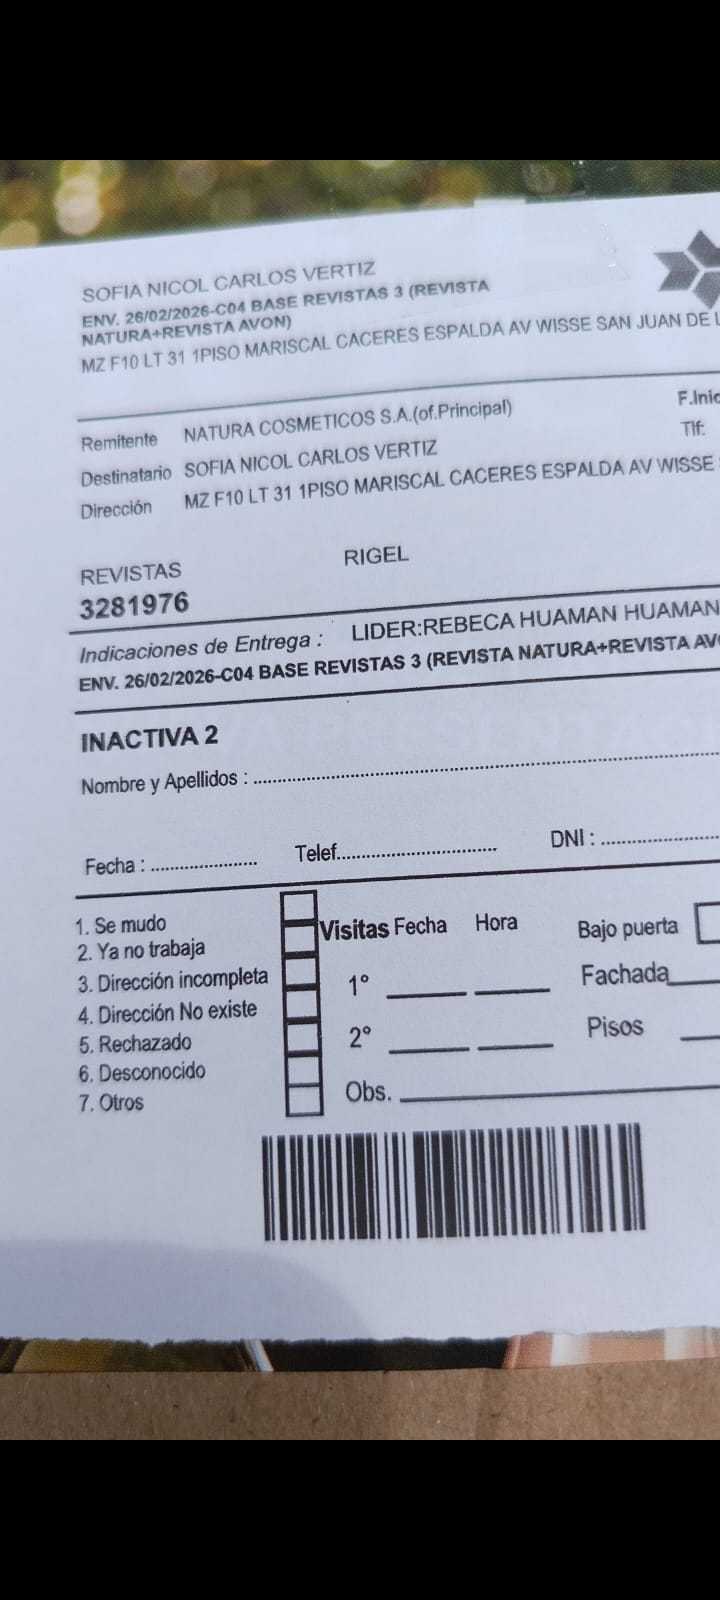 SOFIA NICOL CARLOS VERTIZ
ENV. 26/02/2026-C04 BASE REVISTAS 3 (REVISTA
NATURA+REVISTA AVON)
MZ F10 LT 31 1PISO MARISCAL CACERES ESPALDA AV WISSE SAN JUAN DE
F.Inic
Remitente NATURA COSMETICOS S.A.(of.Principal)
Tlf:
Destinatario SOFIA NICOL CARLOS VERTIZ
Dirección MZ F10 LT 31 1PISO MARISCAL CACERES ESPALDA AV WISSE
REVISTAS RIGEL
3281976
Indicaciones de Entrega : LIDER:REBECA HUAMAN HUAMAN
ENV. 26/02/2026-C04 BASE REVISTAS 3 (REVISTA NATURA+REVISTA AVO
INACTIVA 2
Nombre y Apellidos :
Fecha : Telef. DNI :
1. Se mudo
2. Ya no trabaja
3. Dirección incompleta
4. Dirección No existe
5. Rechazado
6. Desconocido
7. Otros
Visitas Fecha Hora
1°
2°
Obs.
Bajo puerta
Fachada
Pisos